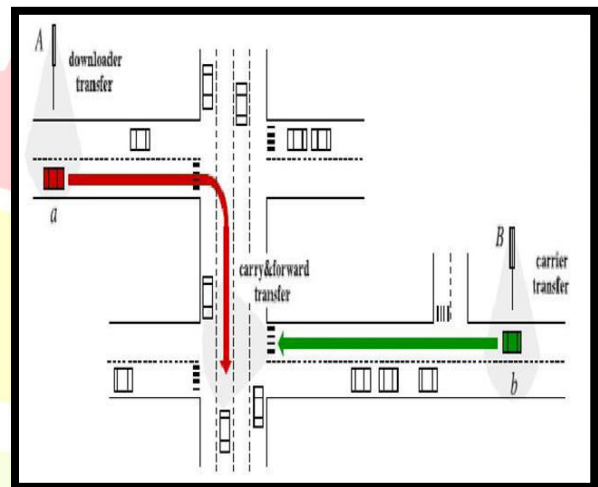 A
downloader
transfer
a
carry&forward
transfer
B
carrier
transfer
b